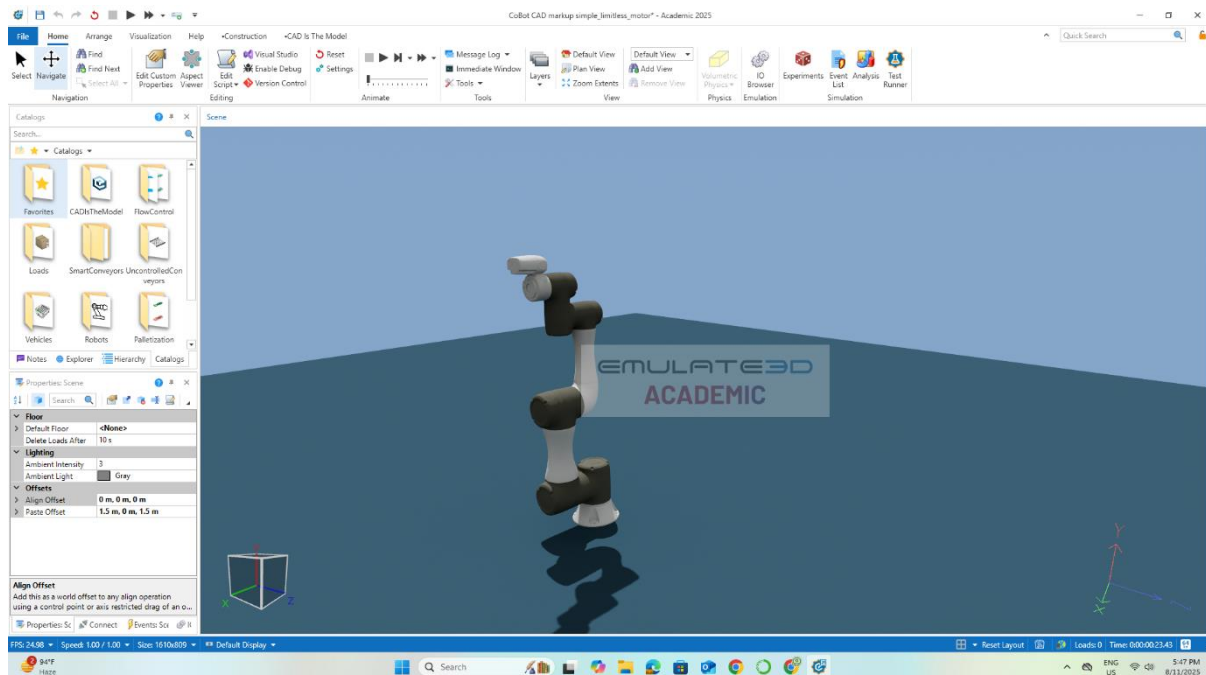 CoBot CAD markup simple_limitless_motor* - Academic 2025
File Home Arrange Visualization Help •Construction •CAD Is The Model Quick Search
Select Navigate Find Find Next Select All
Edit Custom Properties Aspect Viewer
Edit Script Visual Studio Enable Debug Version Control
Reset Settings
Message Log Immediate Window Tools
Layers Default View Plan View Zoom Extents
Default View Add View Remove View
Volumetric Physics IO Browser Experiments Event List Analysis Test Runner
Navigation Editing Animate Tools View Physics Emulation Simulation
Catalogs
Search...
Catalogs
Favorites CADIsTheModel FlowControl
Loads SmartConveyors UncontrolledConveyors
Vehicles Robots Palletization
Notes Explorer Hierarchy Catalogs
Properties: Scene
Search
Floor
Default Floor <None>
Delete Loads After 10 s
Lighting
Ambient Intensity 3
Ambient Light Gray
Offsets
Align Offset 0 m, 0 m, 0 m
Paste Offset 1.5 m, 0 m, 1.5 m
Align Offset
Add this as a world offset to any align operation
using a control point or axis restricted drag of an o...
Properties: Sc Connect Events: Sce
Scene
EMULATE3D
ACADEMIC
X Z
Y
X
FPS: 24.98 Speed: 1.00 / 1.00 Size: 1610x809 Default Display Reset Layout Loads: 0 Time: 0:00:00:23.43
94°F
Haze
Search
ENG
US
5:47 PM
8/11/2025